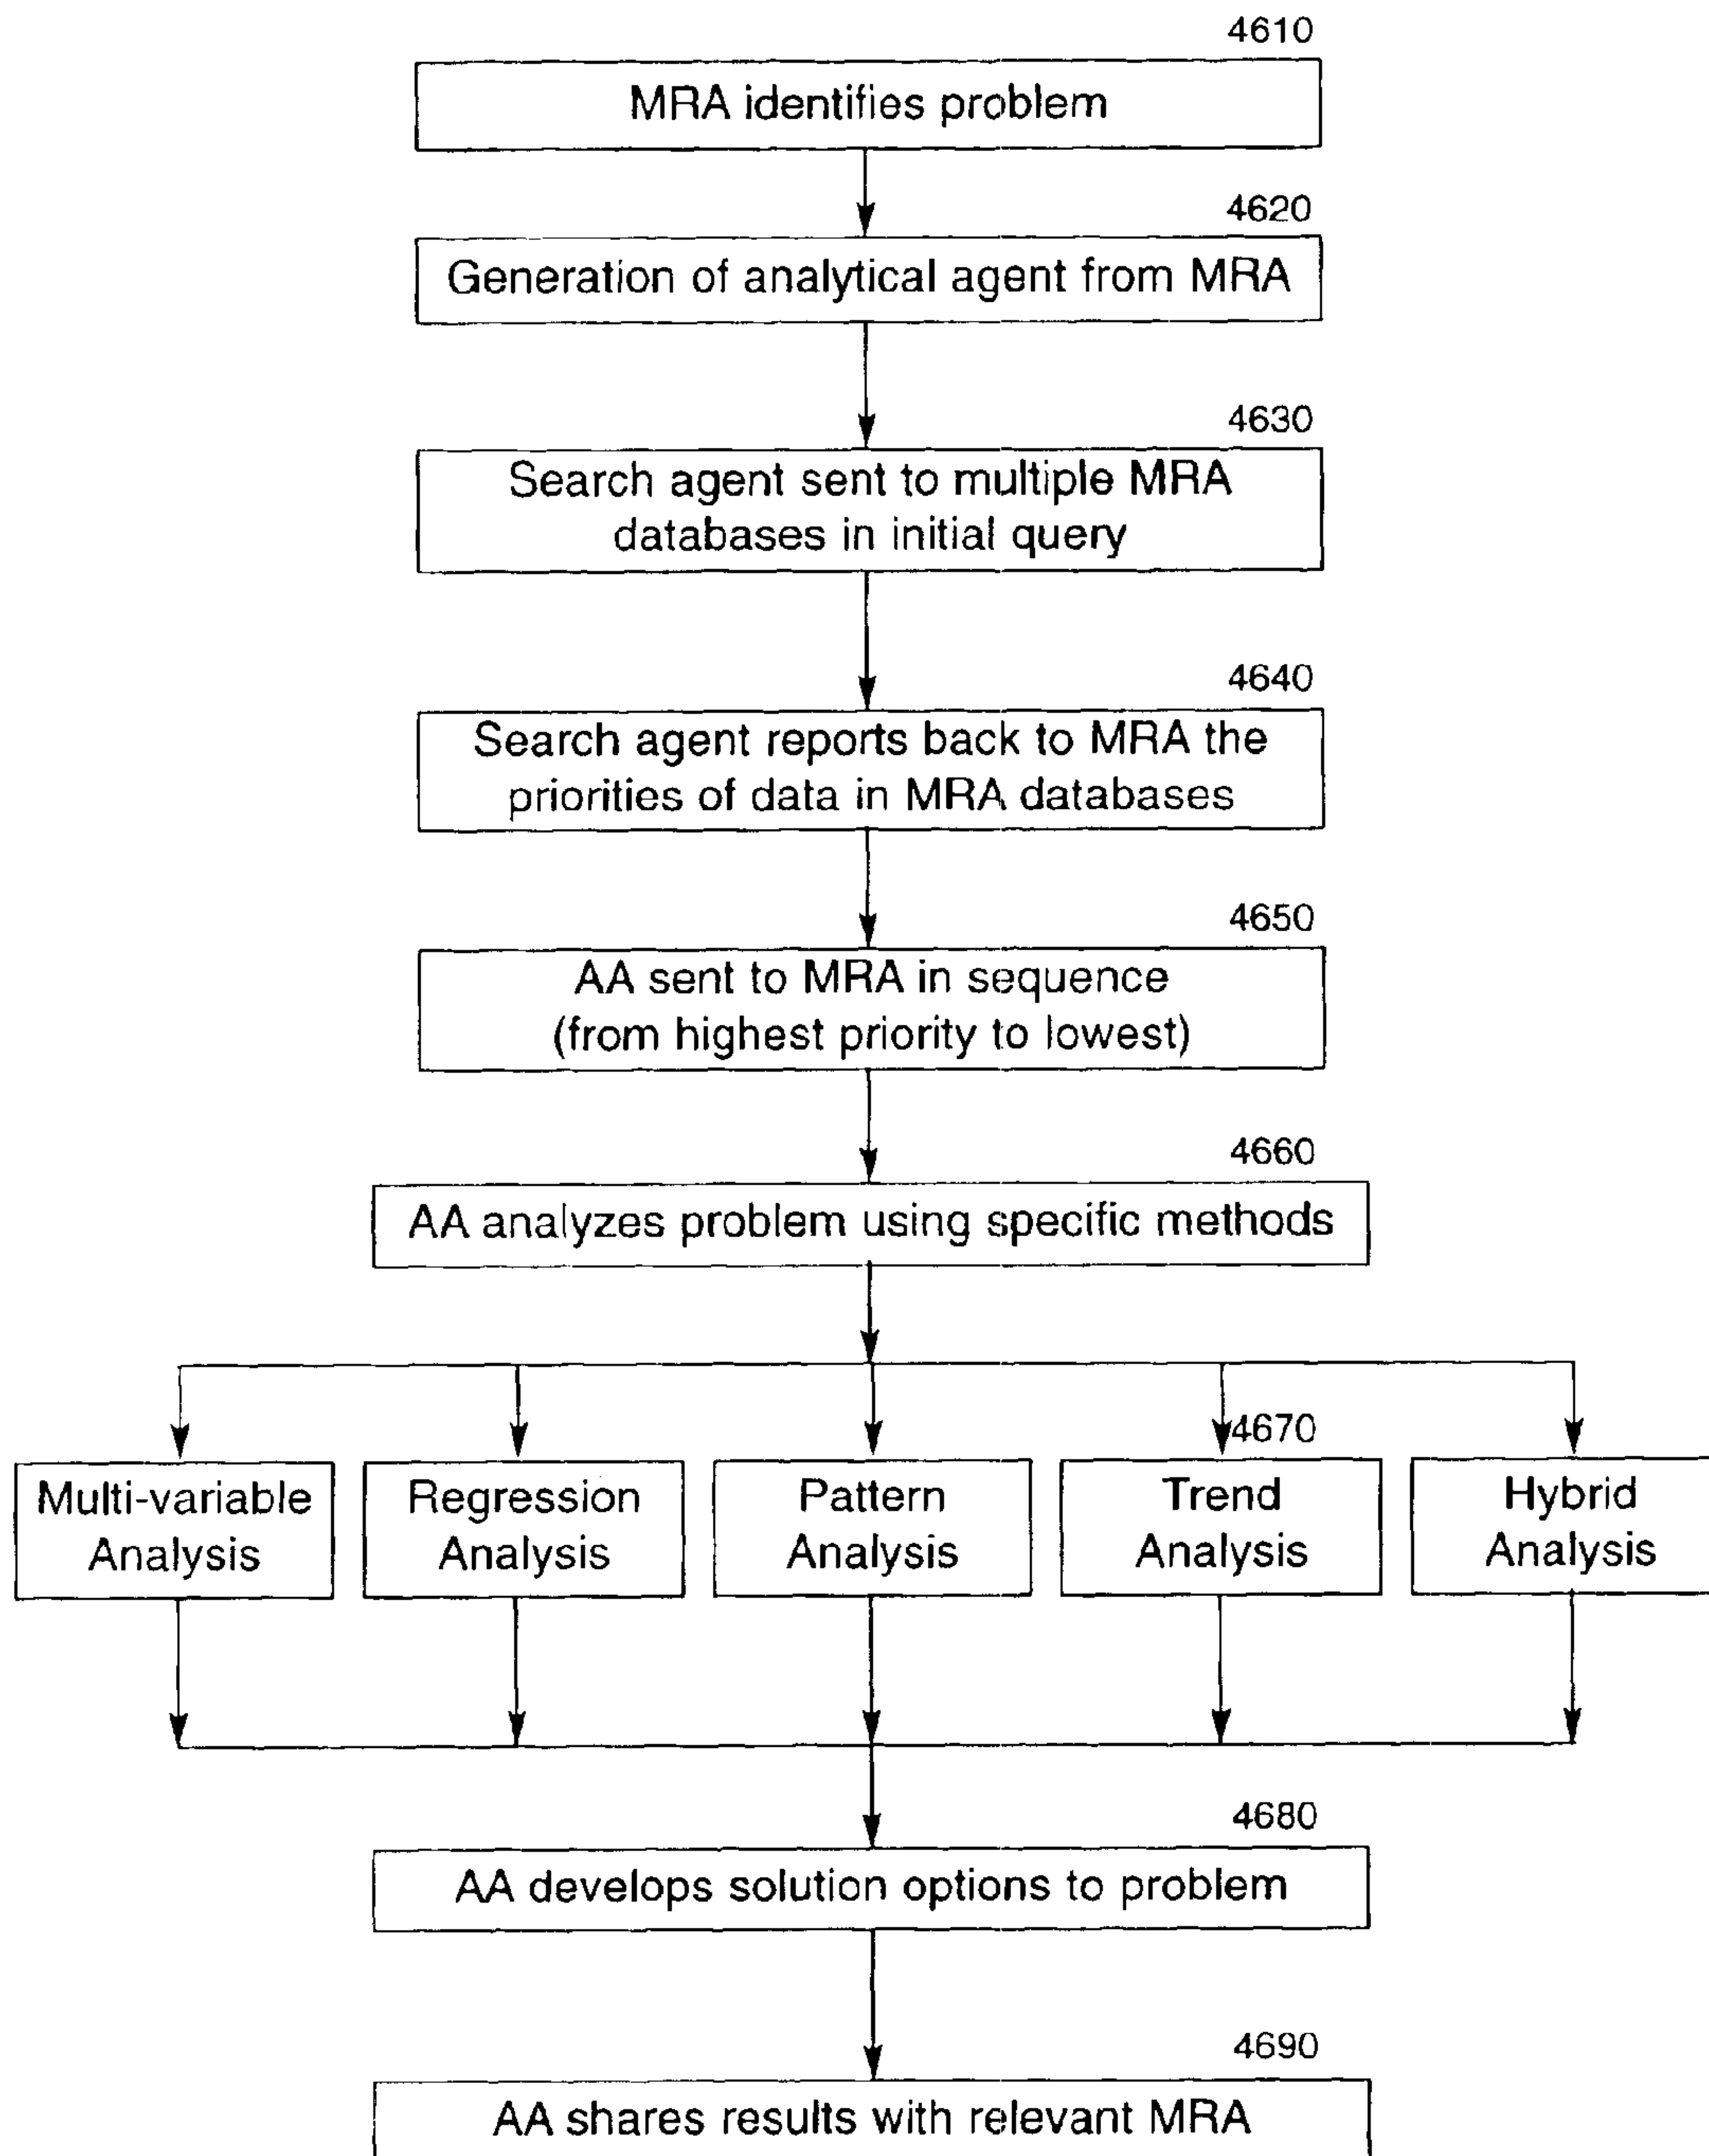 4610
MRA identifies problem
4620
Generation of analytical agent from MRA
4630
Search agent sent to multiple MRA
databases in initial query
4640
Search agent reports back to MRA the
priorities of data in MRA databases
4650
AA sent to MRA in sequence
(from highest priority to lowest)
4660
AA analyzes problem using specific methods
4670
Multi-variable
Analysis
Regression
Analysis
Pattern
Analysis
Trend
Analysis
Hybrid
Analysis
4680
AA develops solution options to problem
4690
AA shares results with relevant MRA